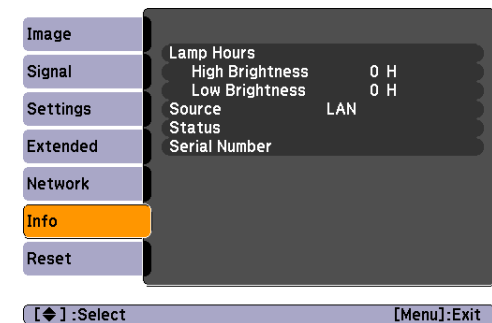 Image
Signal
Settings
Extended
Network
Info
Reset
Lamp Hours
High Brightness 0 H
Low Brightness 0 H
Source LAN
Status
Serial Number
[◆] :Select [Menu]:Exit